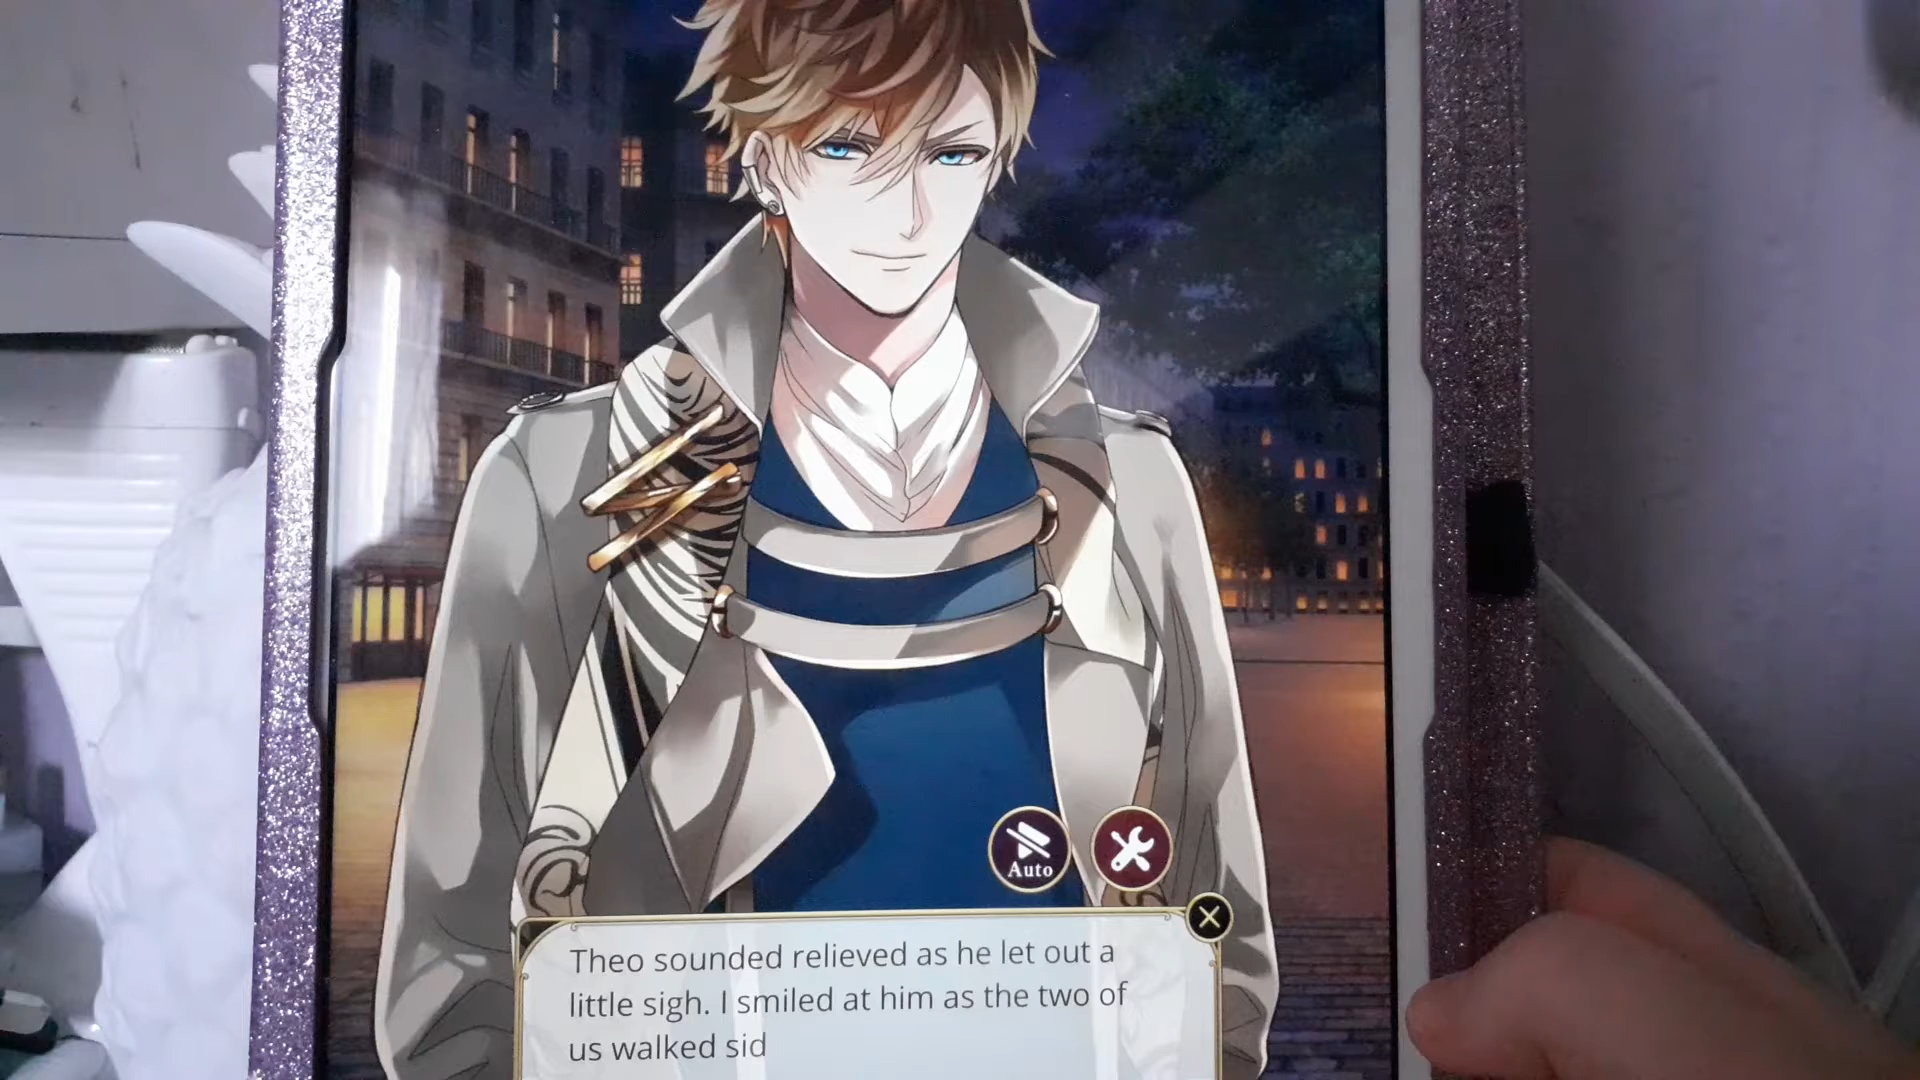 Auto
Theo sounded relieved as he let out a
little sigh. I smiled at him as the two of
us walked sid